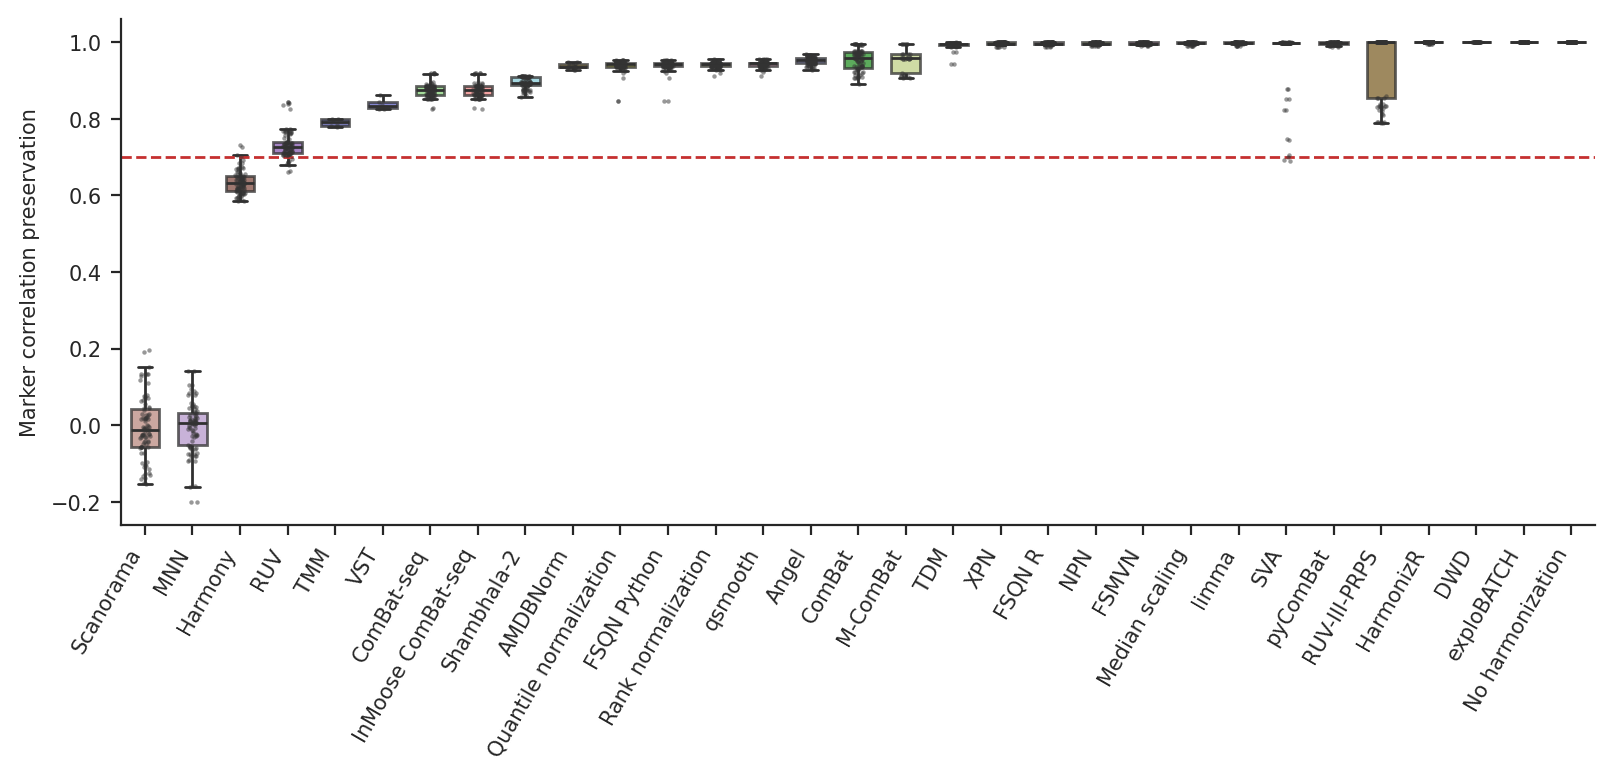 Marker correlation preservation
1.0
0.8
0.6
0.4
0.2
0.0
−0.2
Scanorama
MNN
Harmony
RUV
TMM
VST
ComBat-seq
InMoose ComBat-seq
Shambhala-2
AMDBNorm
Quantile normalization
FSQN Python
Rank normalization
qsmooth
Angel
ComBat
M-ComBat
TDM
XPN
FSQN R
NPN
FSMVN
Median scaling
limma
SVA
pyComBat
RUV-III-PRPS
HarmonizR
DWD
exploBATCH
No harmonization